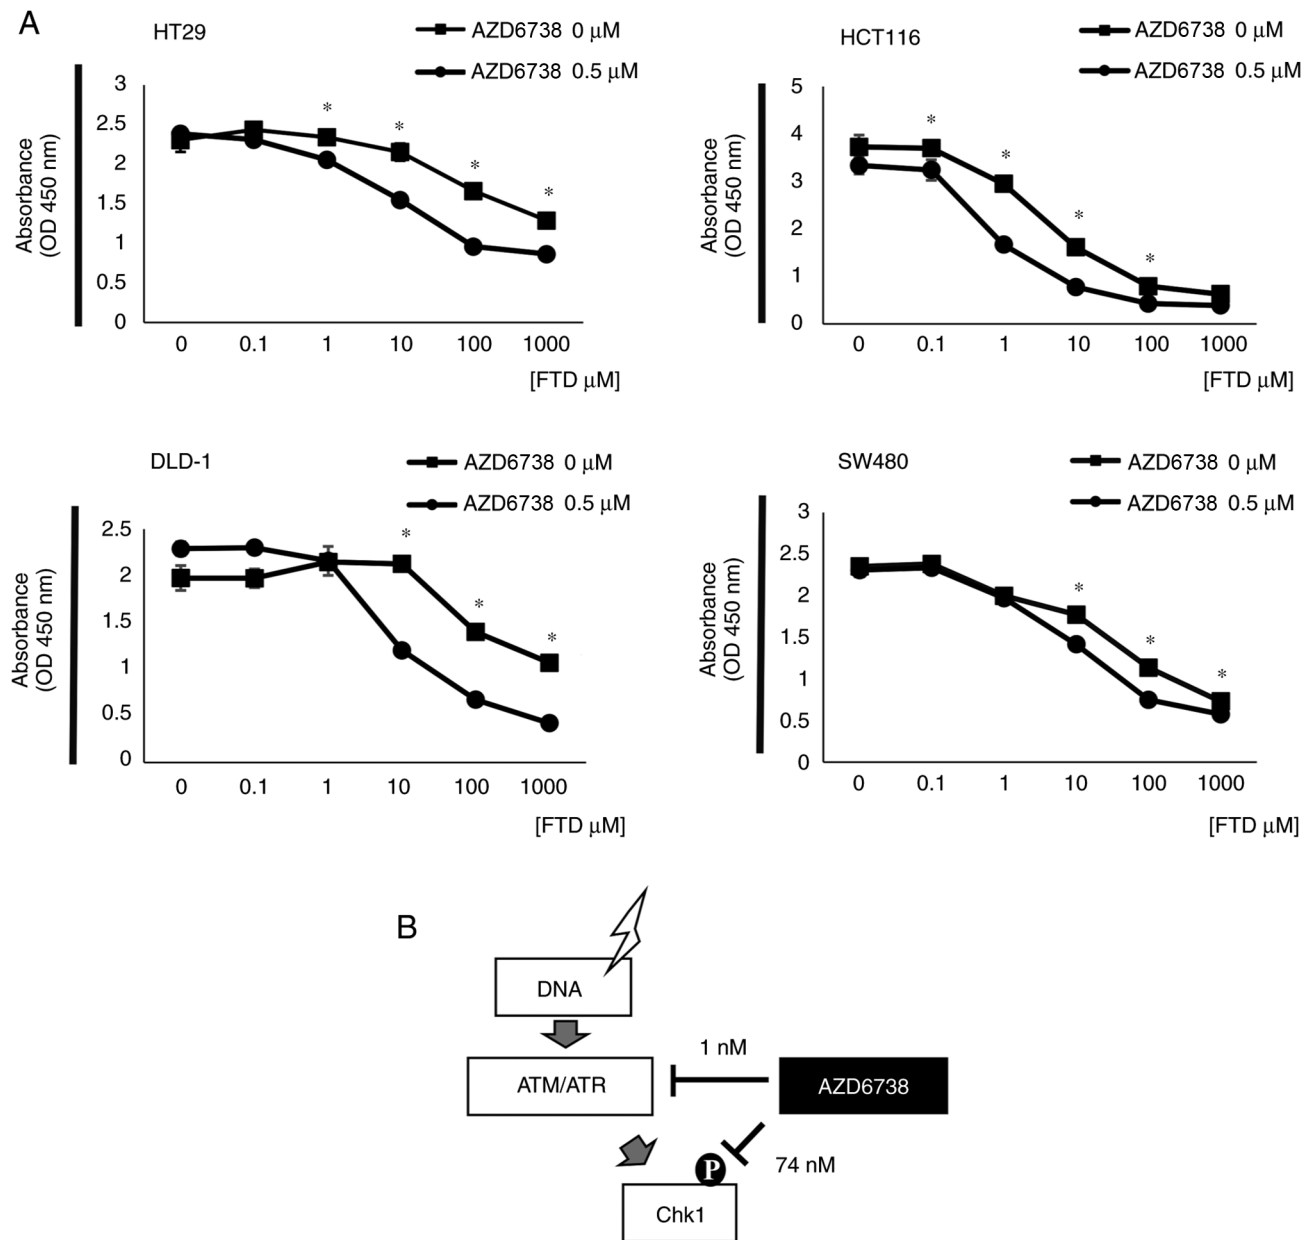 A
HT29
AZD6738 0 μM
AZD6738 0.5 μM
Absorbance
(OD 450 nm)
3
2.5
2
1.5
1
0.5
0
* * * *
0 0.1 1 10 100 1000
[FTD μM]
HCT116
AZD6738 0 μM
AZD6738 0.5 μM
Absorbance
(OD 450 nm)
5
4
3
2
1
0
* * * *
0 0.1 1 10 100 1000
[FTD μM]
DLD-1
AZD6738 0 μM
AZD6738 0.5 μM
Absorbance
(OD 450 nm)
2.5
2
1.5
1
0.5
0
* * *
0 0.1 1 10 100 1000
[FTD μM]
SW480
AZD6738 0 μM
AZD6738 0.5 μM
Absorbance
(OD 450 nm)
3
2.5
2
1.5
1
0.5
0
* * *
0 0.1 1 10 100 1000
[FTD μM]
B
DNA
ATM/ATR
1 nM
AZD6738
74 nM
P
Chk1